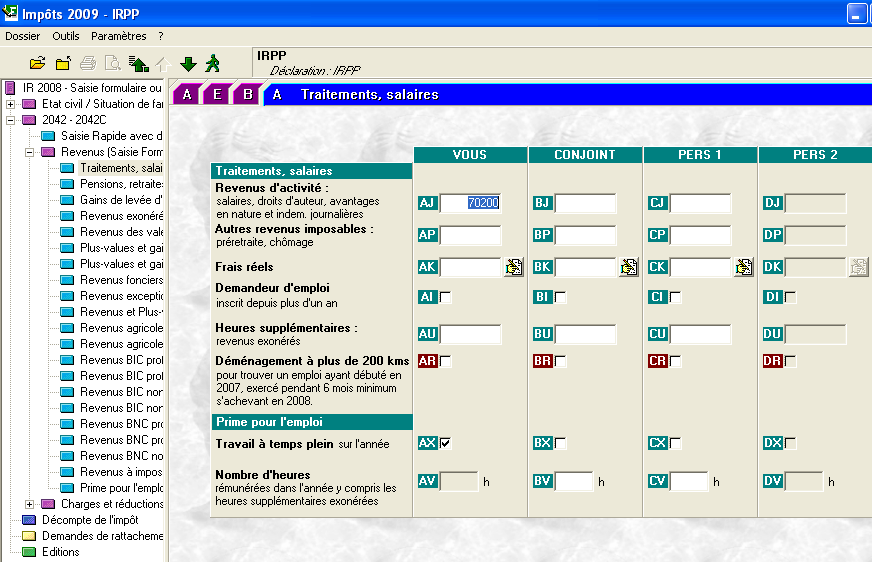 Impôts 2009 - IRPP
Dossier Outils Paramètres ?
IRPP
Déclaration : IRPP
IR 2008 - Saisie formulaire ou
Etat civil / Situation de far
2042 - 2042C
Saisie Rapide avec d
Revenus (Saisie Form
Traitements, salai
Pensions, retraite
Gains de levée d'
Revenus exonéré
Revenus des vale
Plus-values et gai
Plus-values et gai
Revenus fonciers
Revenus exceptio
Revenus et Plus-
Revenus agricole
Revenus agricole
Revenus BIC prof
Revenus BIC prof
Revenus BIC non
Revenus BIC non
Revenus BNC pro
Revenus BNC pro
Revenus BNC no
Revenus à impos
Prime pour l'emplo
Charges et réductions
Décompte de l'impôt
Demandes de rattacheme
Editions
A E B A Traitements, salaires
VOUS CONJOINT PERS 1 PERS 2
Traitements, salaires
Revenus d'activité :
salaires, droits d'auteur, avantages
en nature et indem. journalières
AJ 70200 BJ CJ DJ
Autres revenus imposables :
préretraite, chômage
AP BP CP DP
Frais réels AK BK CK DK
Demandeur d'emploi
inscrit depuis plus d'un an
AI BI CI DI
Heures supplémentaires :
revenus exonérés
AU BU CU DU
Déménagement à plus de 200 kms AR BR CR DR
pour trouver un emploi ayant débuté en
2007, exercé pendant 6 mois minimum
s'achevant en 2008.
Prime pour l'emploi
Travail à temps plein sur l'année AX BX CX DX
Nombre d'heures
rémunérées dans l'année y compris les
heures supplémentaires exonérées
AV h BV h CV h DV h